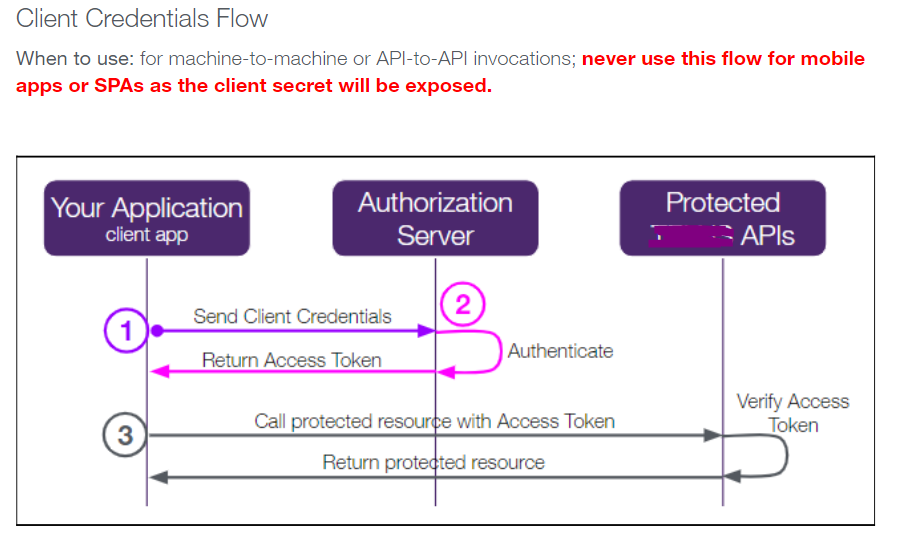 Client Credentials Flow
When to use: for machine-to-machine or API-to-API invocations; never use this flow for mobile
apps or SPAs as the client secret will be exposed.
Your Application
client app
Authorization
Server
Protected
APIs
1
Send Client Credentials
2
Authenticate
Return Access Token
Verify Access
Token
3
Call protected resource with Access Token
Return protected resource